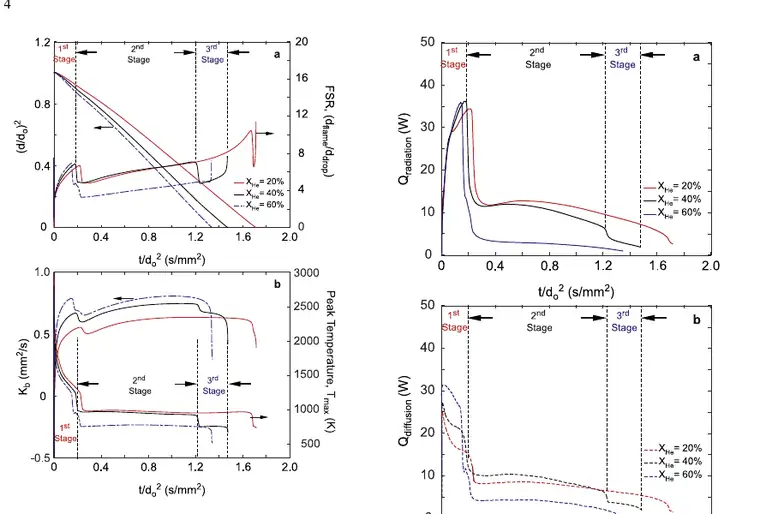 4
1.2
20
1st
Stage
2nd
Stage
3rd
Stage
a
16
0.8
12
(d/do)2
FSR, (dflame/ddrop)
8
0.4
XHe= 20%
XHe= 40%
XHe= 60%
4
0
0
0
0.4
0.8
1.2
1.6
2.0
t/do2 (s/mm2)
1.0
3000
b
2500
0.5
2000
Kb (mm2/s)
Peak Temperature, Tmax (K)
1500
0
2nd
Stage
3rd
Stage
1000
1st
Stage
500
-0.5
0
0.4
0.8
1.2
1.6
2.0
t/do2 (s/mm2)
50
1st
Stage
2nd
Stage
3rd
Stage
a
40
30
Qradiation (W)
20
XHe= 20%
XHe= 40%
XHe= 60%
10
0
0
0.4
0.8
1.2
1.6
2.0
t/do2 (s/mm2)
50
1st
Stage
2nd
Stage
3rd
Stage
b
40
30
Qdiffusion (W)
20
XHe= 20%
XHe= 40%
XHe= 60%
10